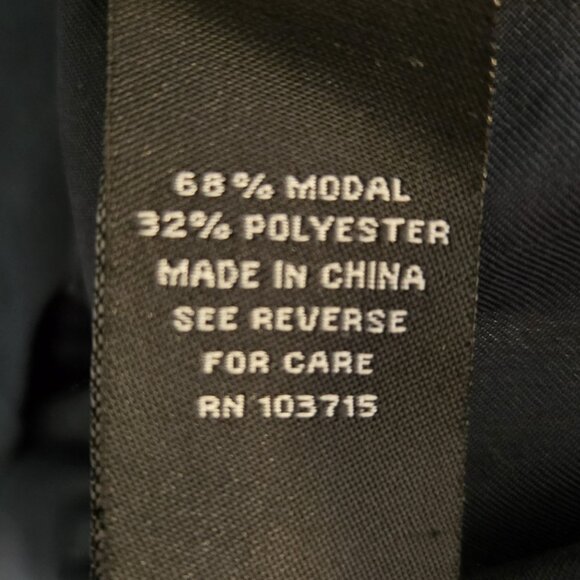 68% MODAL
32% POLYESTER
MADE IN CHINA
SEE REVERSE
FOR CARE
RN 103715